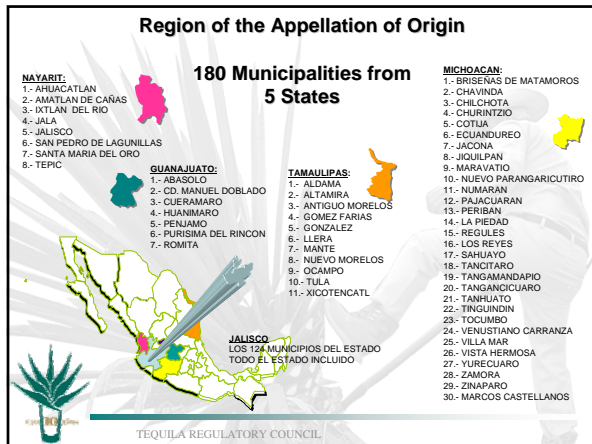 Region of the Appellation of Origin
180 Municipalities from
5 States
NAYARIT:
1.- AHUACATLAN
2.- AMATLAN DE CAÑAS
3.- IXTLAN DEL RIO
4.- JALA
5.- JALISCO
6.- SAN PEDRO DE LAGUNILLAS
7.- SANTA MARIA DEL ORO
8.- TEPIC
GUANAJUATO:
1.- ABASOLO
2.- CD. MANUEL DOBLADO
3.- CUERAMARO
4.- HUANIMARO
5.- PENJAMO
6.- PURISIMA DEL RINCON
7.- ROMITA
TAMAULIPAS:
1.- ALDAMA
2.- ALTAMIRA
3.- ANTIGUO MORELOS
4.- GOMEZ FARIAS
5.- GONZALEZ
6.- LLERA
7.- MANTE
8.- NUEVO MORELOS
9.- OCAMPO
10.- TULA
11.- XICOTENCATL
MICHOACAN:
1.- BRISEÑAS DE MATAMOROS
2.- CHAVINDA
3.- CHILCHOTA
4.- CHURINTZIO
5.- COTIJA
6.- ECUANDUREO
7.- JACONA
8.- JIQUILPAN
9.- MARAVATIO
10.- NUEVO PARANGARICUTIRO
11.- NUMARAN
12.- PAJACUARAN
13.- PERIBAN
14.- LA PIEDAD
15.- REGULES
16.- LOS REYES
17.- SAHUAYO
18.- TANCITARO
19.- TANGAMANDAPIO
20.- TANGANCICUARO
21.- TANHUATO
22.- TINGUINDIN
23.- TOCUMBO
24.- VENUSTIANO CARRANZA
25.- VILLA MAR
26.- VISTA HERMOSA
27.- YURECUARO
28.- ZAMORA
29.- ZINAPARO
30.- MARCOS CASTELLANOS
JALISCO
LOS 124 MUNICIPIOS DEL ESTADO
TODO EL ESTADO INCLUIDO
TEQUILA REGULATORY COUNCIL